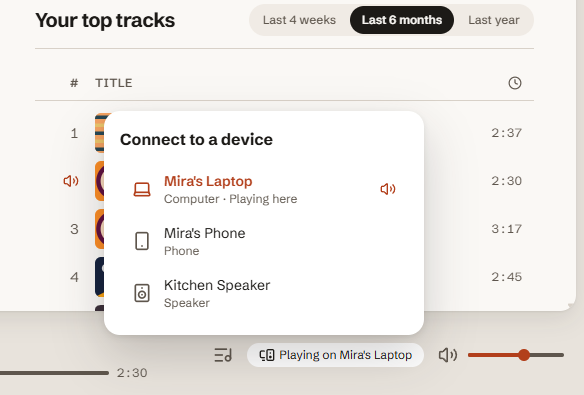 Your top tracks
Last 4 weeks
Last 6 months
Last year
# TITLE
1 2:37
2:30
3 3:17
4 2:45
Connect to a device
Mira's Laptop
Computer · Playing here
Mira's Phone
Phone
Kitchen Speaker
Speaker
2:30
Playing on Mira's Laptop